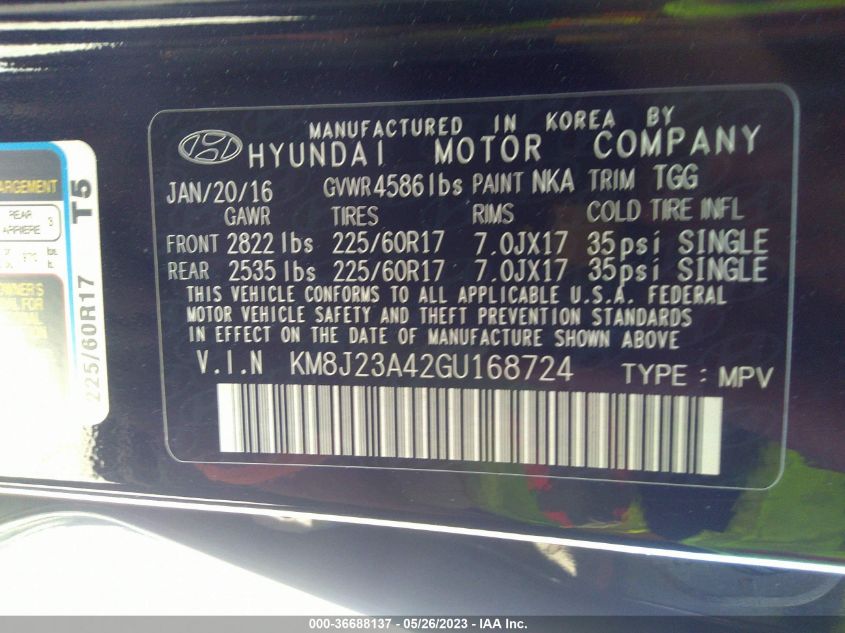 MANUFACTURED IN KOREA BY
HYUNDAI MOTOR COMPANY
JAN/20/16 GVWR 4586 lbs PAINT NKA TRIM TGG
GAWR TIRES RIMS COLD TIRE INFL
FRONT 2822 lbs 225/60R17 7.0JX17 35psi SINGLE
REAR 2535 lbs 225/60R17 7.0JX17 35psi SINGLE
THIS VEHICLE CONFORMS TO ALL APPLICABLE U.S.A. FEDERAL
MOTOR VEHICLE SAFETY AND THEFT PREVENTION STANDARDS
IN EFFECT ON THE DATE OF MANUFACTURE SHOWN ABOVE
V.I.N KM8J23A42GU168724 TYPE : MPV
ARGEMENT
REAR 3
ARRIERE
OWNER'S
FOR
225/60R17 T5
000-36688137 - 05/26/2023 - IAA Inc.